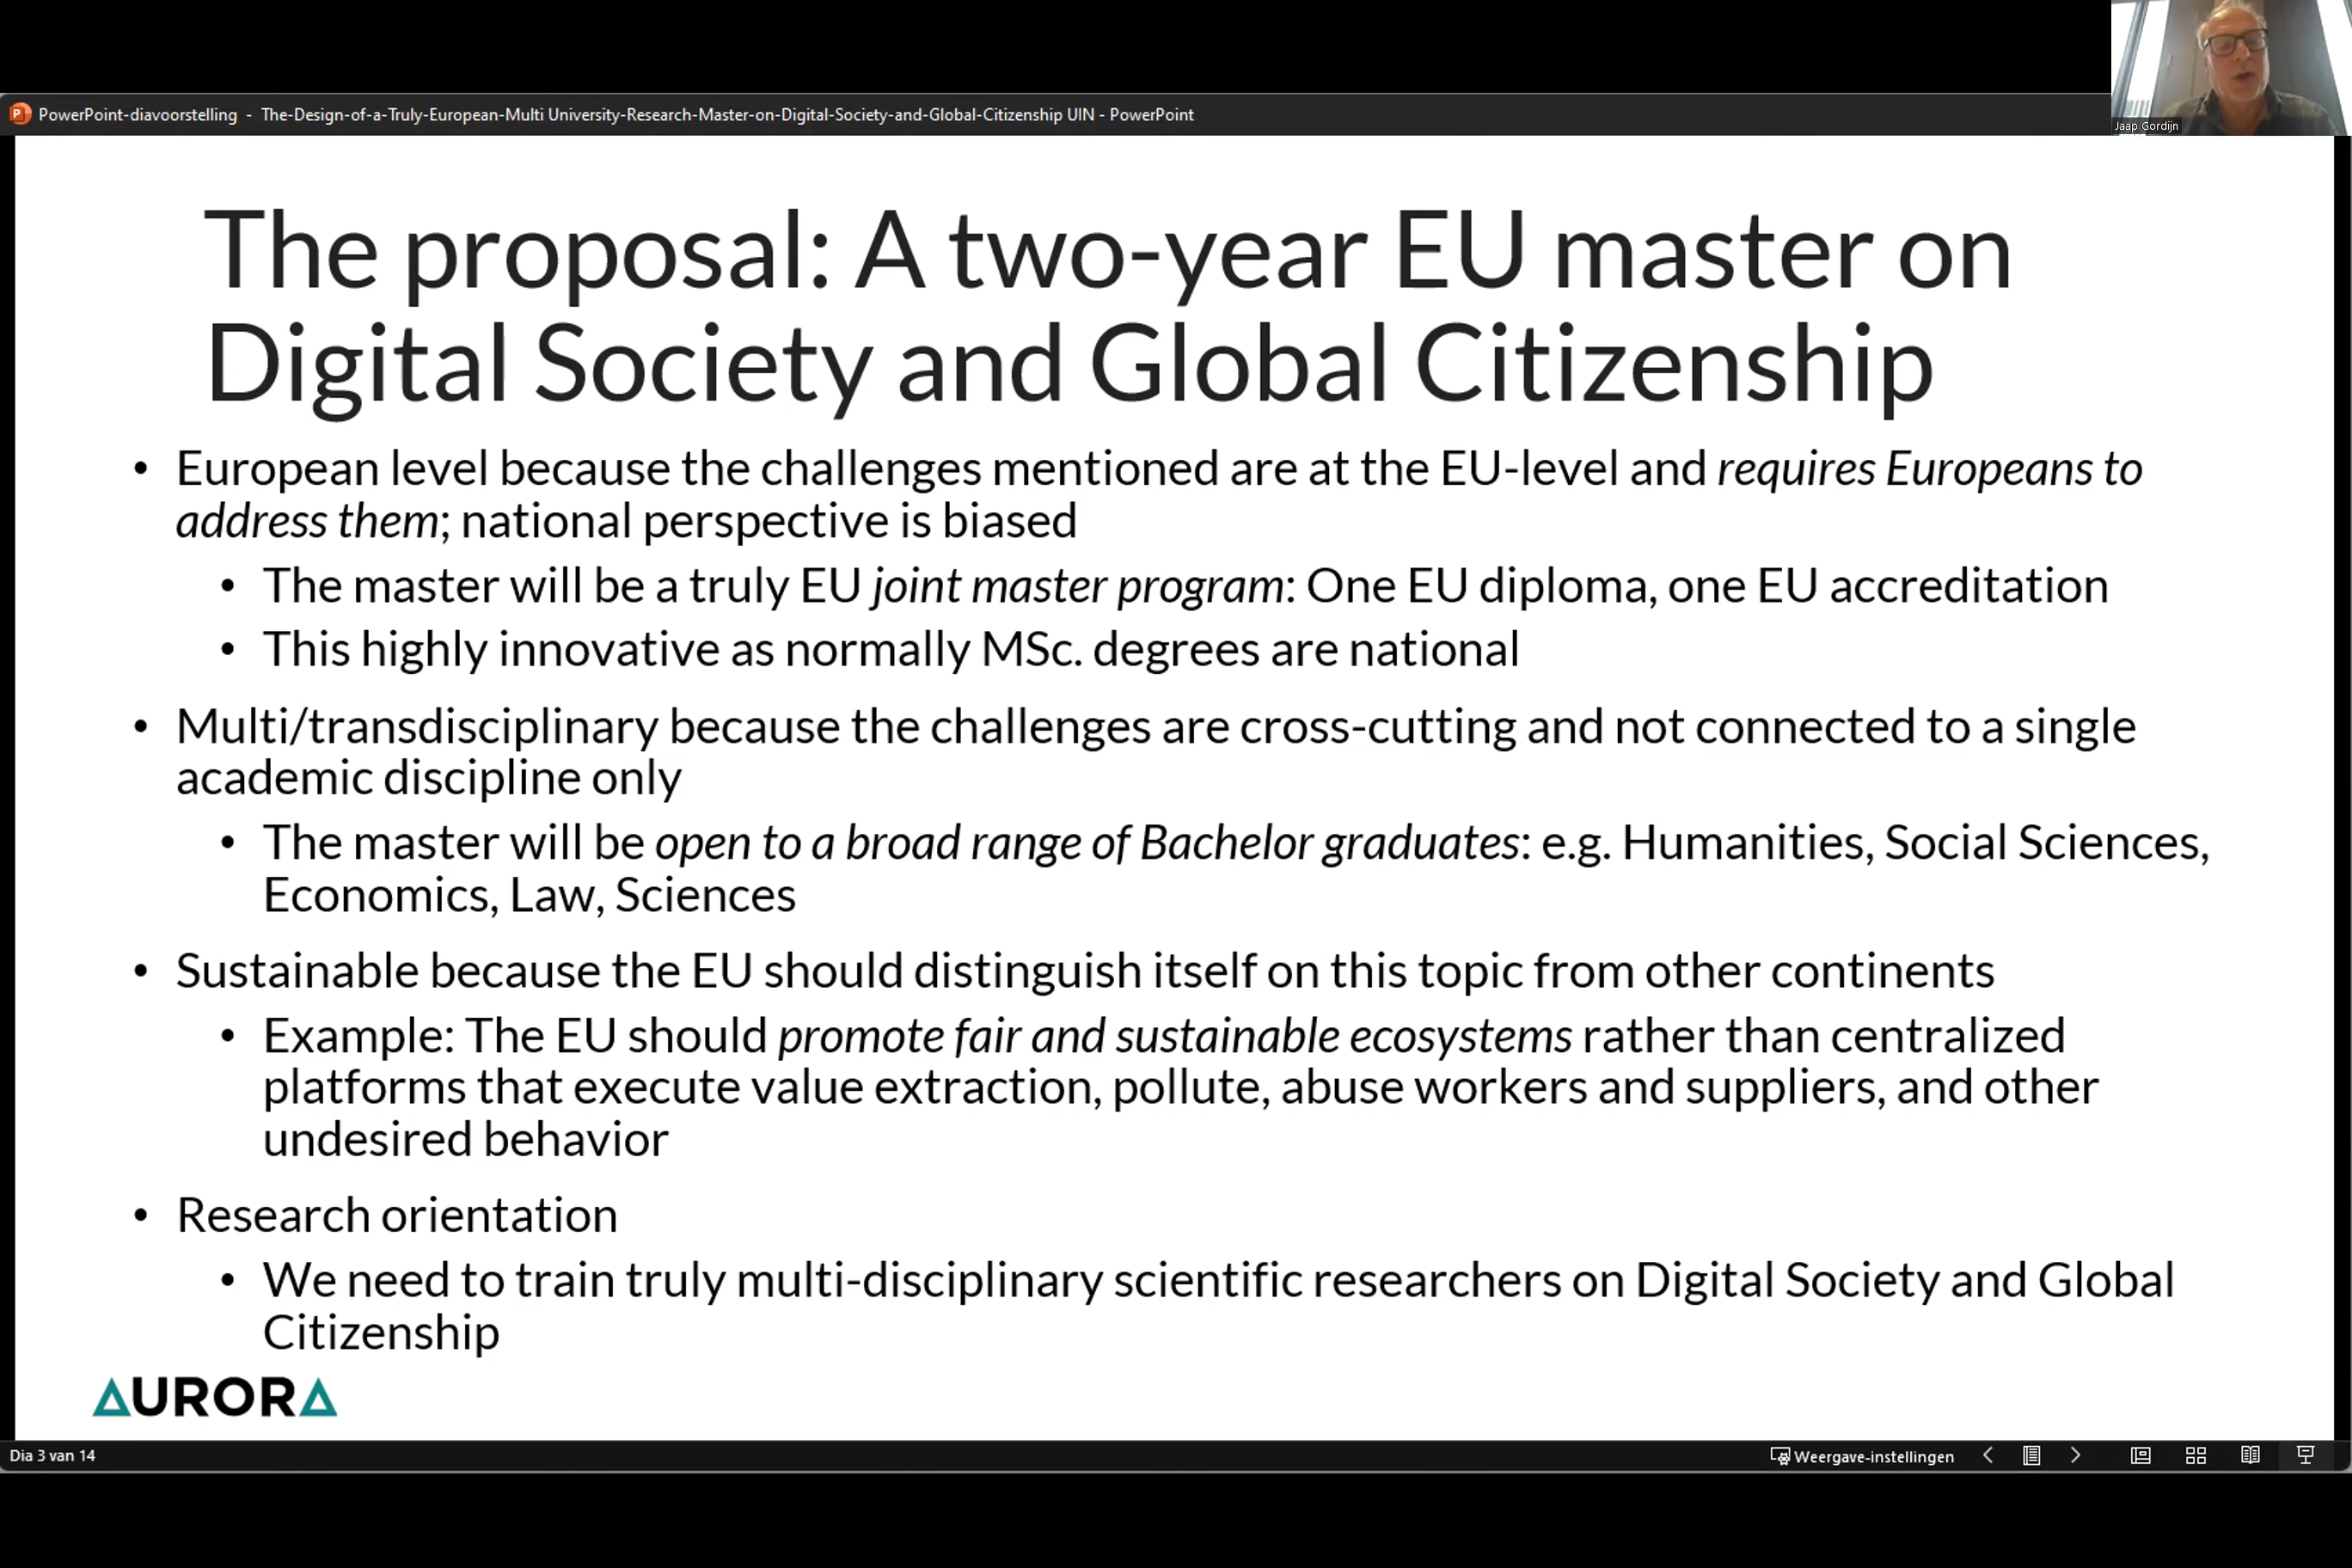 PowerPoint-diavoorstelling - The-Design-of-a-Truly-European-Multi University-Research-Master-on-Digital-Society-and-Global-Citizenship UIN - PowerPoint
Jaap Gordijn
The proposal: A two-year EU master on
Digital Society and Global Citizenship
• European level because the challenges mentioned are at the EU-level and requires Europeans to
address them; national perspective is biased
• The master will be a truly EU joint master program: One EU diploma, one EU accreditation
• This highly innovative as normally MSc. degrees are national
• Multi/transdisciplinary because the challenges are cross-cutting and not connected to a single
academic discipline only
• The master will be open to a broad range of Bachelor graduates: e.g. Humanities, Social Sciences,
Economics, Law, Sciences
• Sustainable because the EU should distinguish itself on this topic from other continents
• Example: The EU should promote fair and sustainable ecosystems rather than centralized
platforms that execute value extraction, pollute, abuse workers and suppliers, and other
undesired behavior
• Research orientation
• We need to train truly multi-disciplinary scientific researchers on Digital Society and Global
Citizenship
AURORA
Dia 3 van 14
Weergave-instellingen